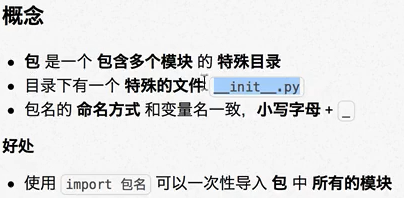 概念
包 是一个 包含多个模块 的 特殊目录
目录下有一个 特殊的文件 __init__.py
包名的 命名方式 和变量名一致，小写字母 + _
好处
使用 import 包名 可以一次性导入 包 中 所有的模块